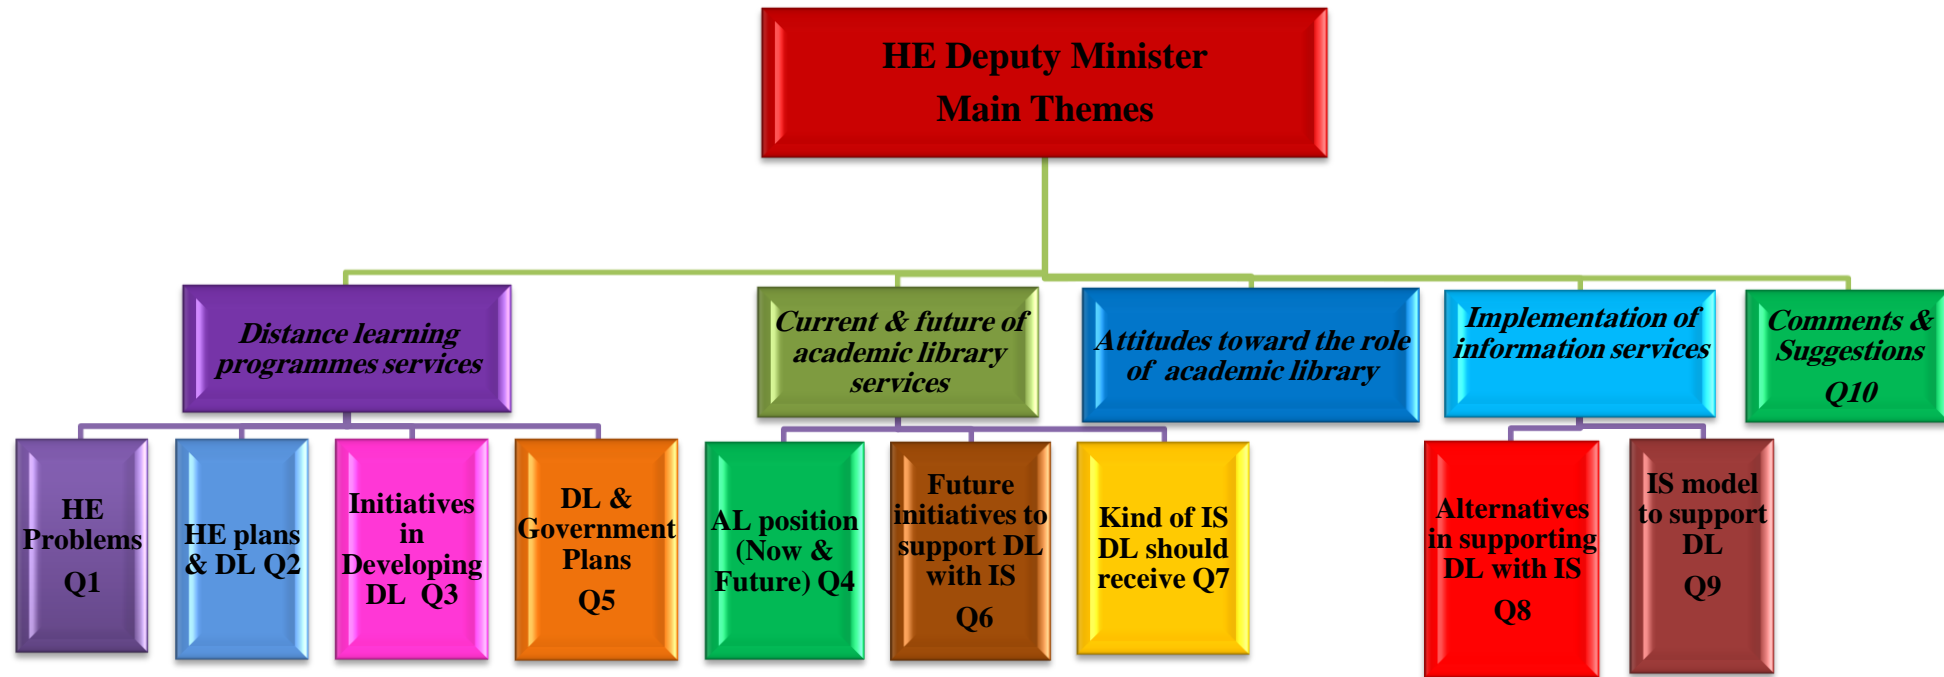 HE Deputy Minister
Main Themes
Distance learning
programmes services
Current & future of
academic library
services
Attitudes toward the role
of academic library
Implementation of
information services
Comments &
Suggestions
Q10
HE
Problems
Q1
HE plans
& DL Q2
Initiatives
in
Developing
DL Q3
DL &
Government
Plans
Q5
AL position
(Now &
Future) Q4
Future
initiatives to
support DL
with IS
Q6
Kind of IS
DL should
receive Q7
Alternatives
in supporting
DL with IS
Q8
IS model
to support
DL
Q9